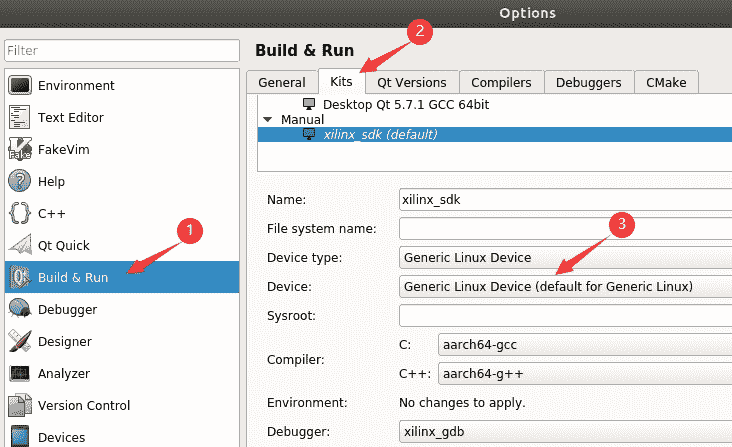 Options
Filter
Environment
Text Editor
FakeVim
Help
C++
Qt Quick
Build & Run
Debugger
Designer
Analyzer
Version Control
Devices
1
Build & Run
2
General Kits Qt Versions Compilers Debuggers CMake
Desktop Qt 5.7.1 GCC 64bit
Manual
xilinx_sdk (default)
Name: xilinx_sdk
File system name:
3
Device type: Generic Linux Device
Device: Generic Linux Device (default for Generic Linux)
Sysroot:
Compiler:
C: aarch64-gcc
C++: aarch64-g++
Environment: No changes to apply.
Debugger: xilinx_gdb